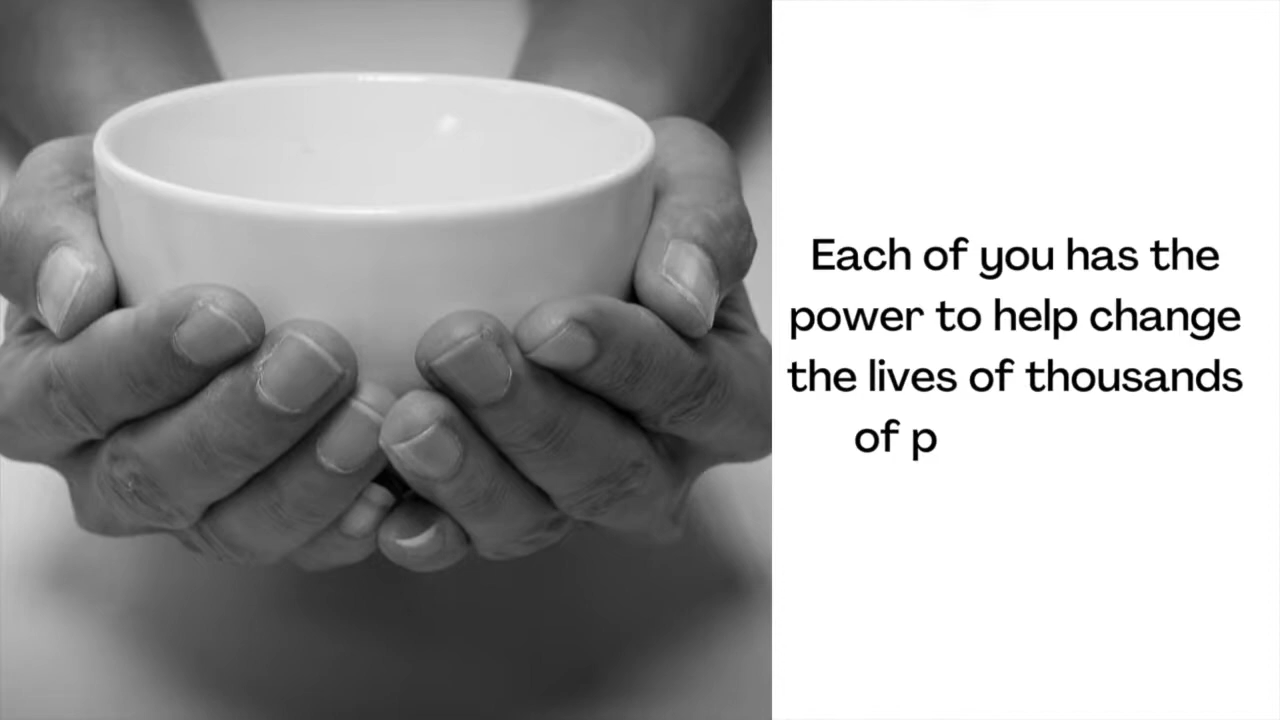 Each of you has the
power to help change
the lives of thousands
of p